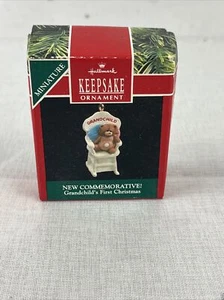 Hallmark
KEEPSAKE
ORNAMENT
MINIATURE
GRANDCHILD
NEW COMMEMORATIVE!
Grandchild's First Christmas